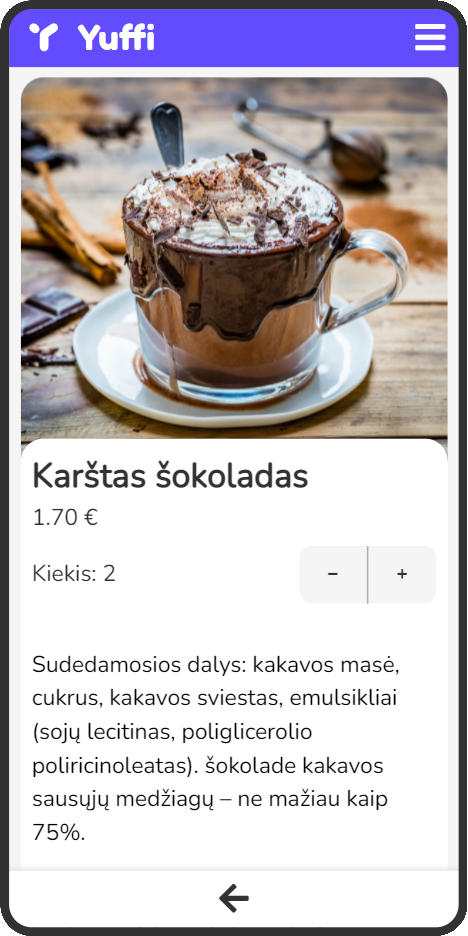 Yuffi
Karštas šokoladas
1.70 €
Kiekis: 2
− +
Sudedamosios dalys: kakavos masė,
cukrus, kakavos sviestas, emulsikliai
(sojų lecitinas, poliglicerolio
poliricinoleatas). šokolade kakavos
sausųjų medžiagų – ne mažiau kaip
75%.